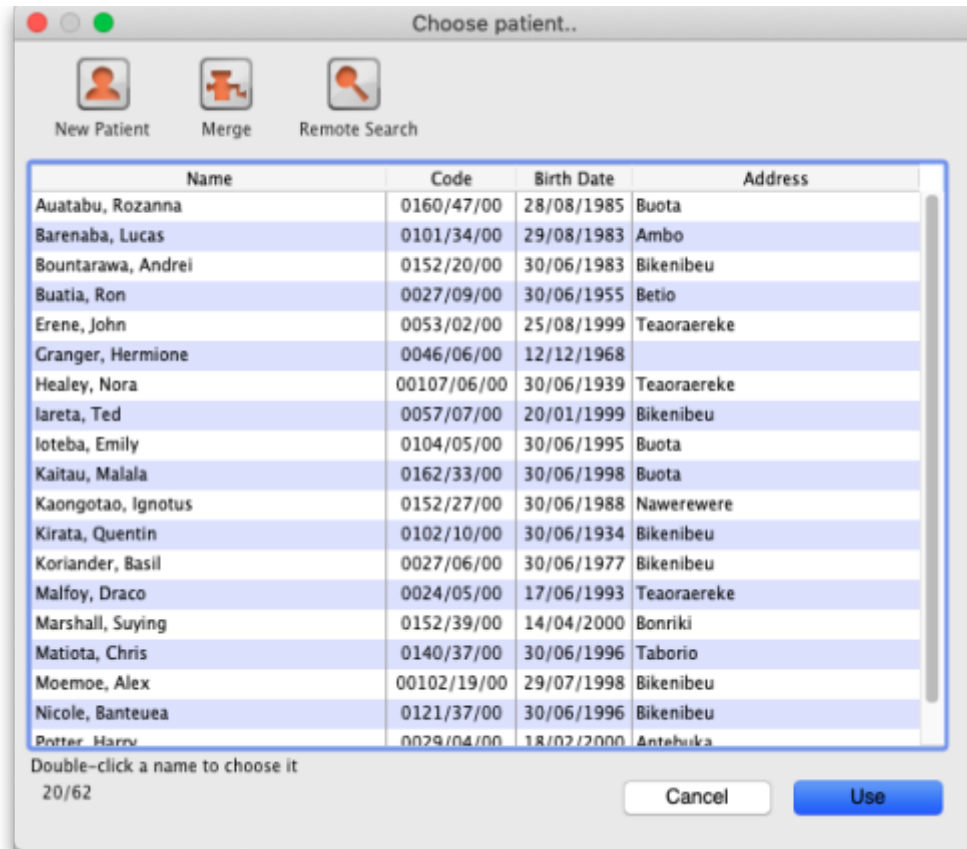 Choose patient..
New Patient Merge Remote Search
Name Code Birth Date Address
Auatabu, Rozanna 0160/47/00 28/08/1985 Buota
Barenaba, Lucas 0101/34/00 29/08/1983 Ambo
Bountarawa, Andrei 0152/20/00 30/06/1983 Bikenibeu
Buatia, Ron 0027/09/00 30/06/1955 Betio
Erene, John 0053/02/00 25/08/1999 Teaoraereke
Granger, Hermione 0046/06/00 12/12/1968
Healey, Nora 00107/06/00 30/06/1939 Teaoraereke
Iareta, Ted 0057/07/00 20/01/1999 Bikenibeu
Ioteba, Emily 0104/05/00 30/06/1995 Buota
Kaitau, Malala 0162/33/00 30/06/1998 Buota
Kaongotao, Ignotus 0152/27/00 30/06/1988 Nawerewere
Kirata, Quentin 0102/10/00 30/06/1934 Bikenibeu
Koriander, Basil 0027/06/00 30/06/1977 Bikenibeu
Malfoy, Draco 0024/05/00 17/06/1993 Teaoraereke
Marshall, Suying 0152/39/00 14/04/2000 Bonriki
Matiota, Chris 0140/37/00 30/06/1996 Taborio
Moemoe, Alex 00102/19/00 29/07/1998 Bikenibeu
Nicole, Banteuea 0121/37/00 30/06/1996 Bikenibeu
Potter, Harry 0029/04/00 18/02/2000 Antebuka
Double-click a name to choose it
20/62
Cancel Use